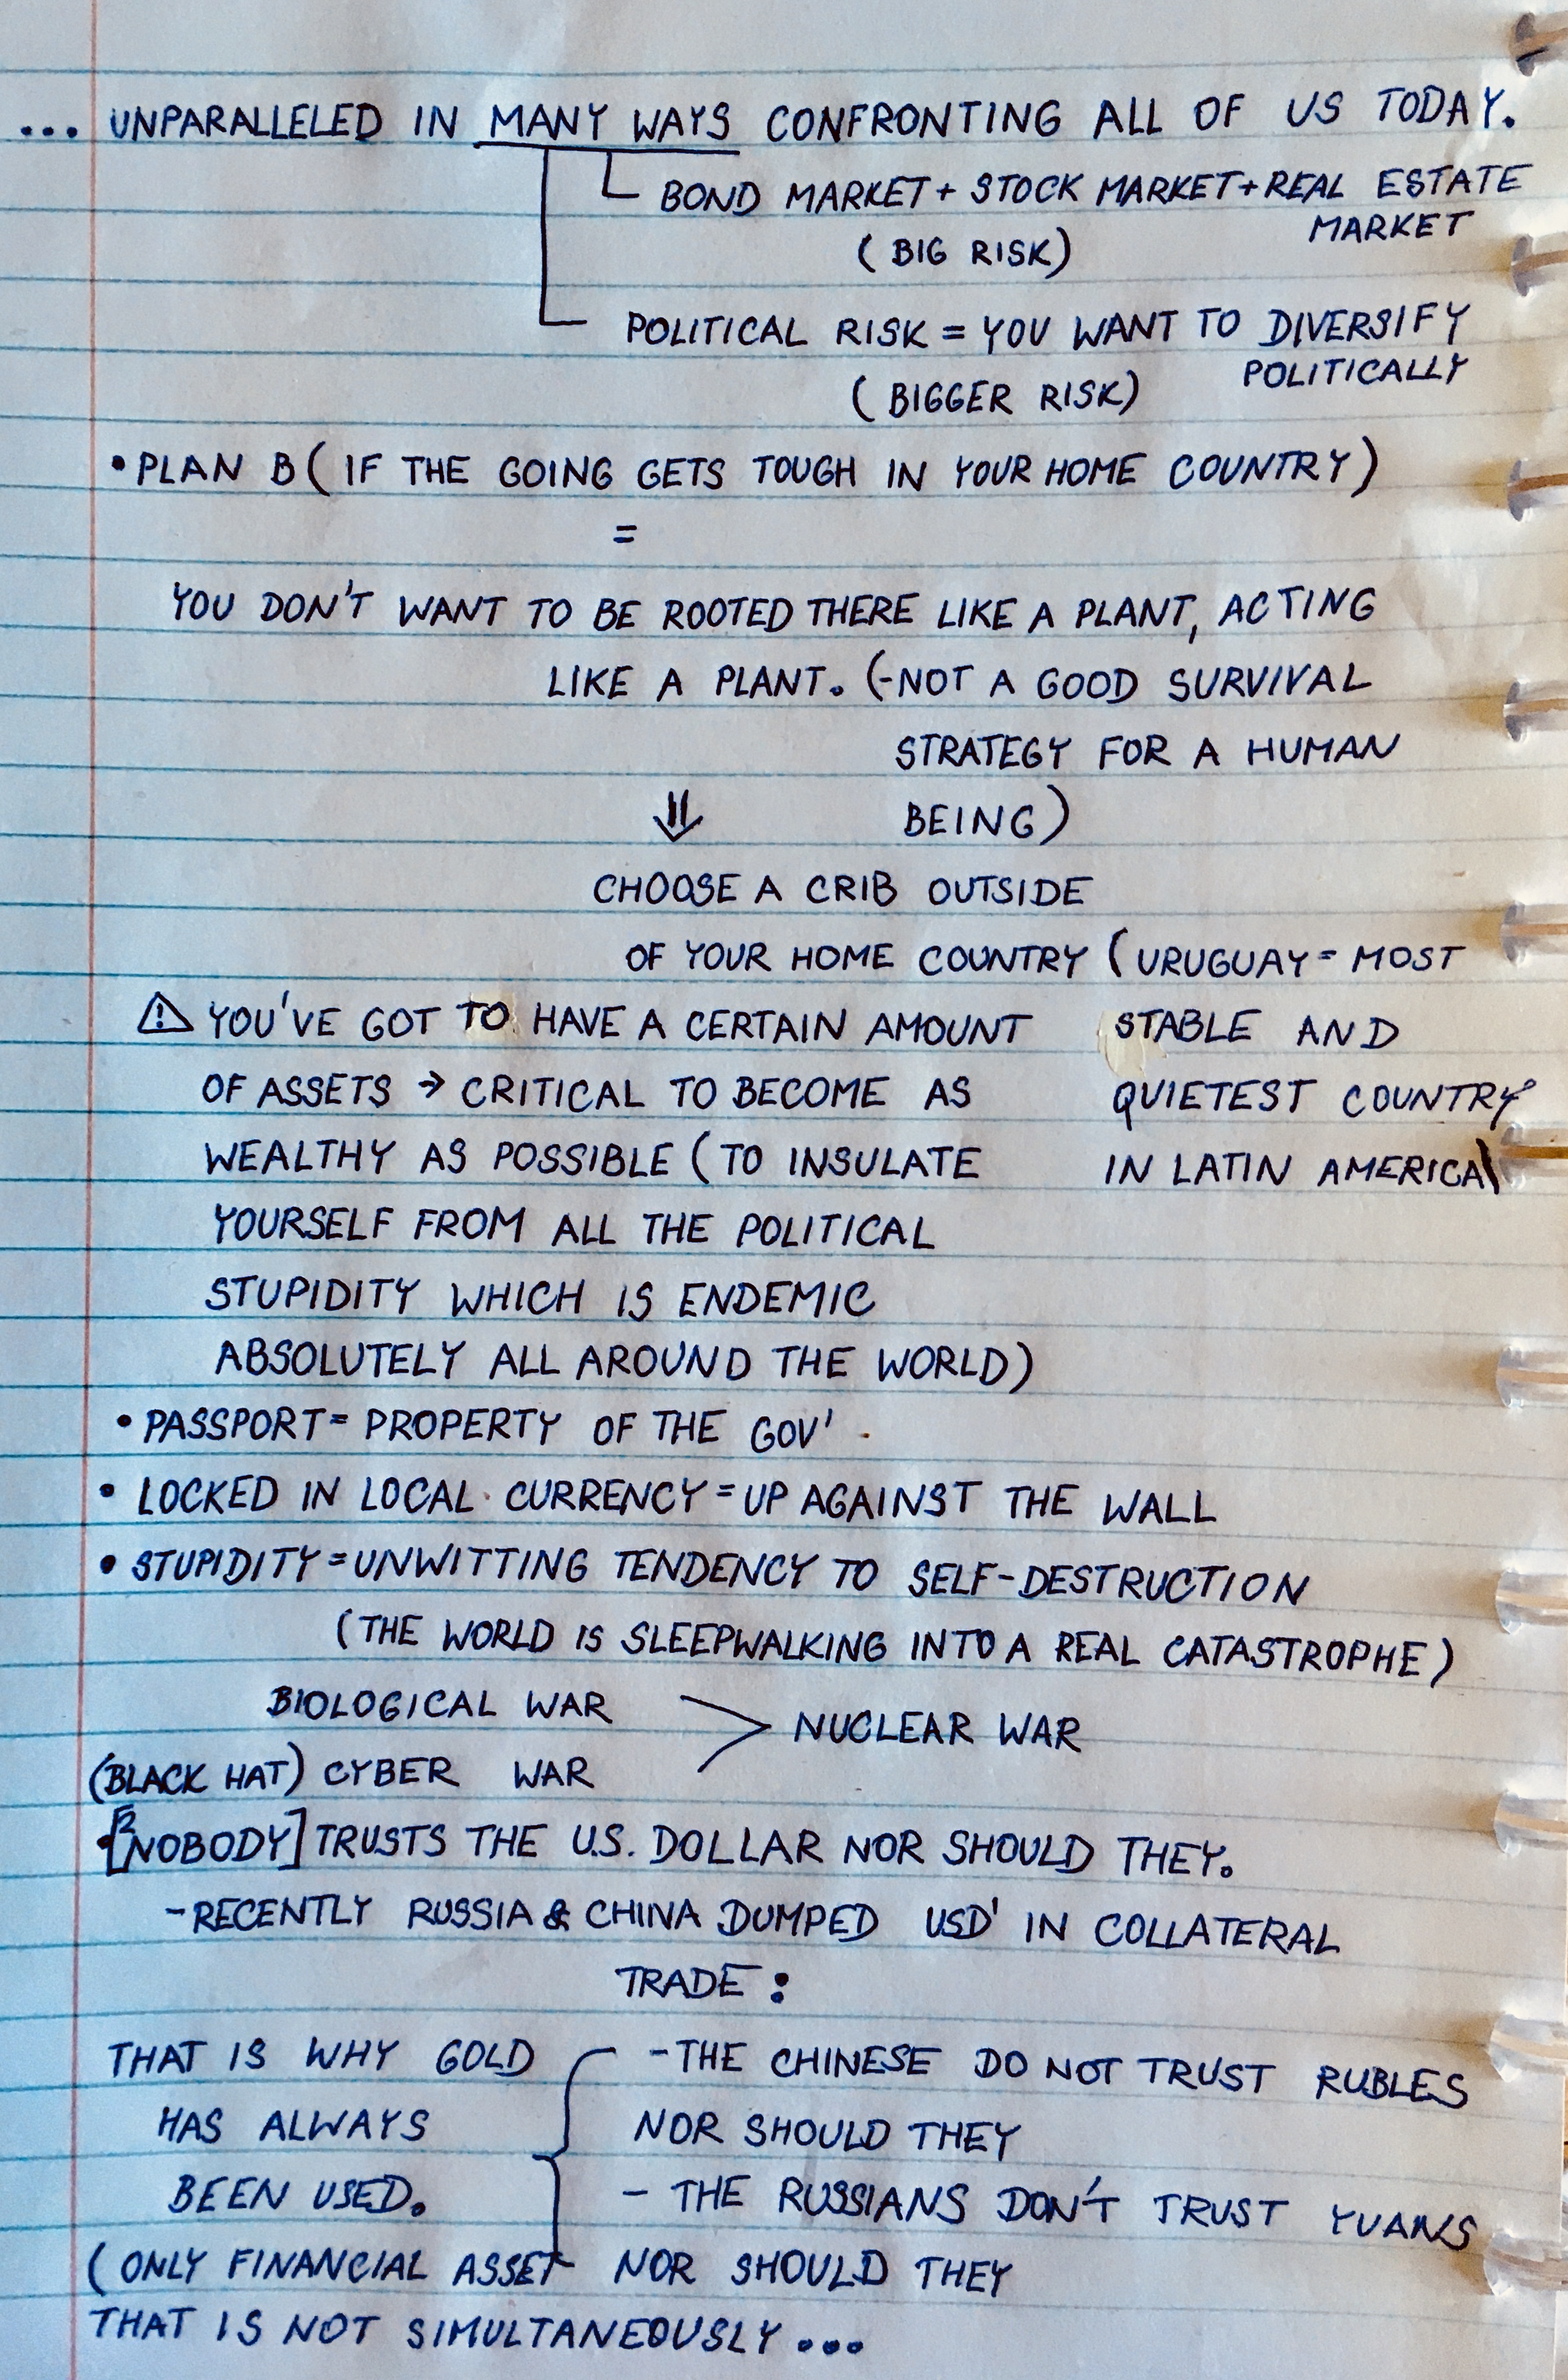 ... UNPARALLELED IN MANY WAYS CONFRONTING ALL OF US TODAY.
BOND MARKET + STOCK MARKET + REAL ESTATE
MARKET
(BIG RISK)
POLITICAL RISK = YOU WANT TO DIVERSIFY
POLITICALLY
(BIGGER RISK)
• PLAN B (IF THE GOING GETS TOUGH IN YOUR HOME COUNTRY)
=
YOU DON'T WANT TO BE ROOTED THERE LIKE A PLANT, ACTING
LIKE A PLANT. (-NOT A GOOD SURVIVAL
STRATEGY FOR A HUMAN
BEING)
⇓
CHOOSE A CRIB OUTSIDE
OF YOUR HOME COUNTRY (URUGUAY = MOST
STABLE AND
QUIETEST COUNTRY
IN LATIN AMERICA)
⚠ YOU'VE GOT TO HAVE A CERTAIN AMOUNT
OF ASSETS → CRITICAL TO BECOME AS
WEALTHY AS POSSIBLE (TO INSULATE
YOURSELF FROM ALL THE POLITICAL
STUPIDITY WHICH IS ENDEMIC
ABSOLUTELY ALL AROUND THE WORLD)
• PASSPORT = PROPERTY OF THE GOV'.
• LOCKED IN LOCAL CURRENCY = UP AGAINST THE WALL
• STUPIDITY = UNWITTING TENDENCY TO SELF-DESTRUCTION
(THE WORLD IS SLEEPWALKING INTO A REAL CATASTROPHE)
BIOLOGICAL WAR
(BLACK HAT) CYBER WAR
> NUCLEAR WAR
• [NOBODY] TRUSTS THE U.S. DOLLAR NOR SHOULD THEY.
- RECENTLY RUSSIA & CHINA DUMPED USD' IN COLLATERAL
TRADE:
- THE CHINESE DO NOT TRUST RUBLES
NOR SHOULD THEY
- THE RUSSIANS DON'T TRUST YUANS
NOR SHOULD THEY
THAT IS WHY GOLD
HAS ALWAYS
BEEN USED.
(ONLY FINANCIAL ASSET
THAT IS NOT SIMULTANEOUSLY ...